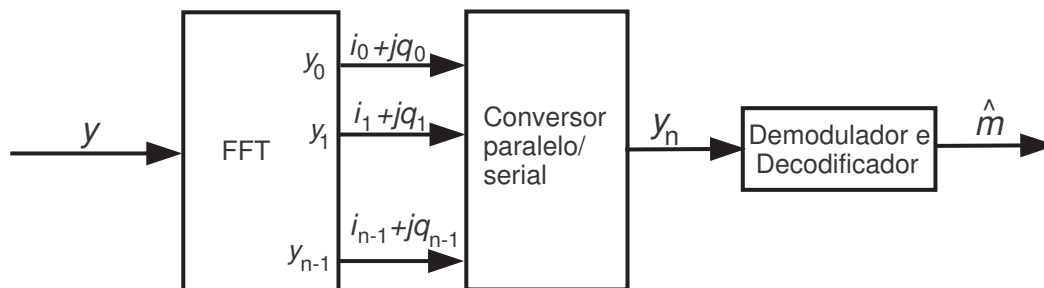 y
FFT
y0
y1
yn-1
i0+jq0
i1+jq1
in-1+jqn-1
Conversor
paralelo/
serial
yn
Demodulador e
Decodificador
m̂